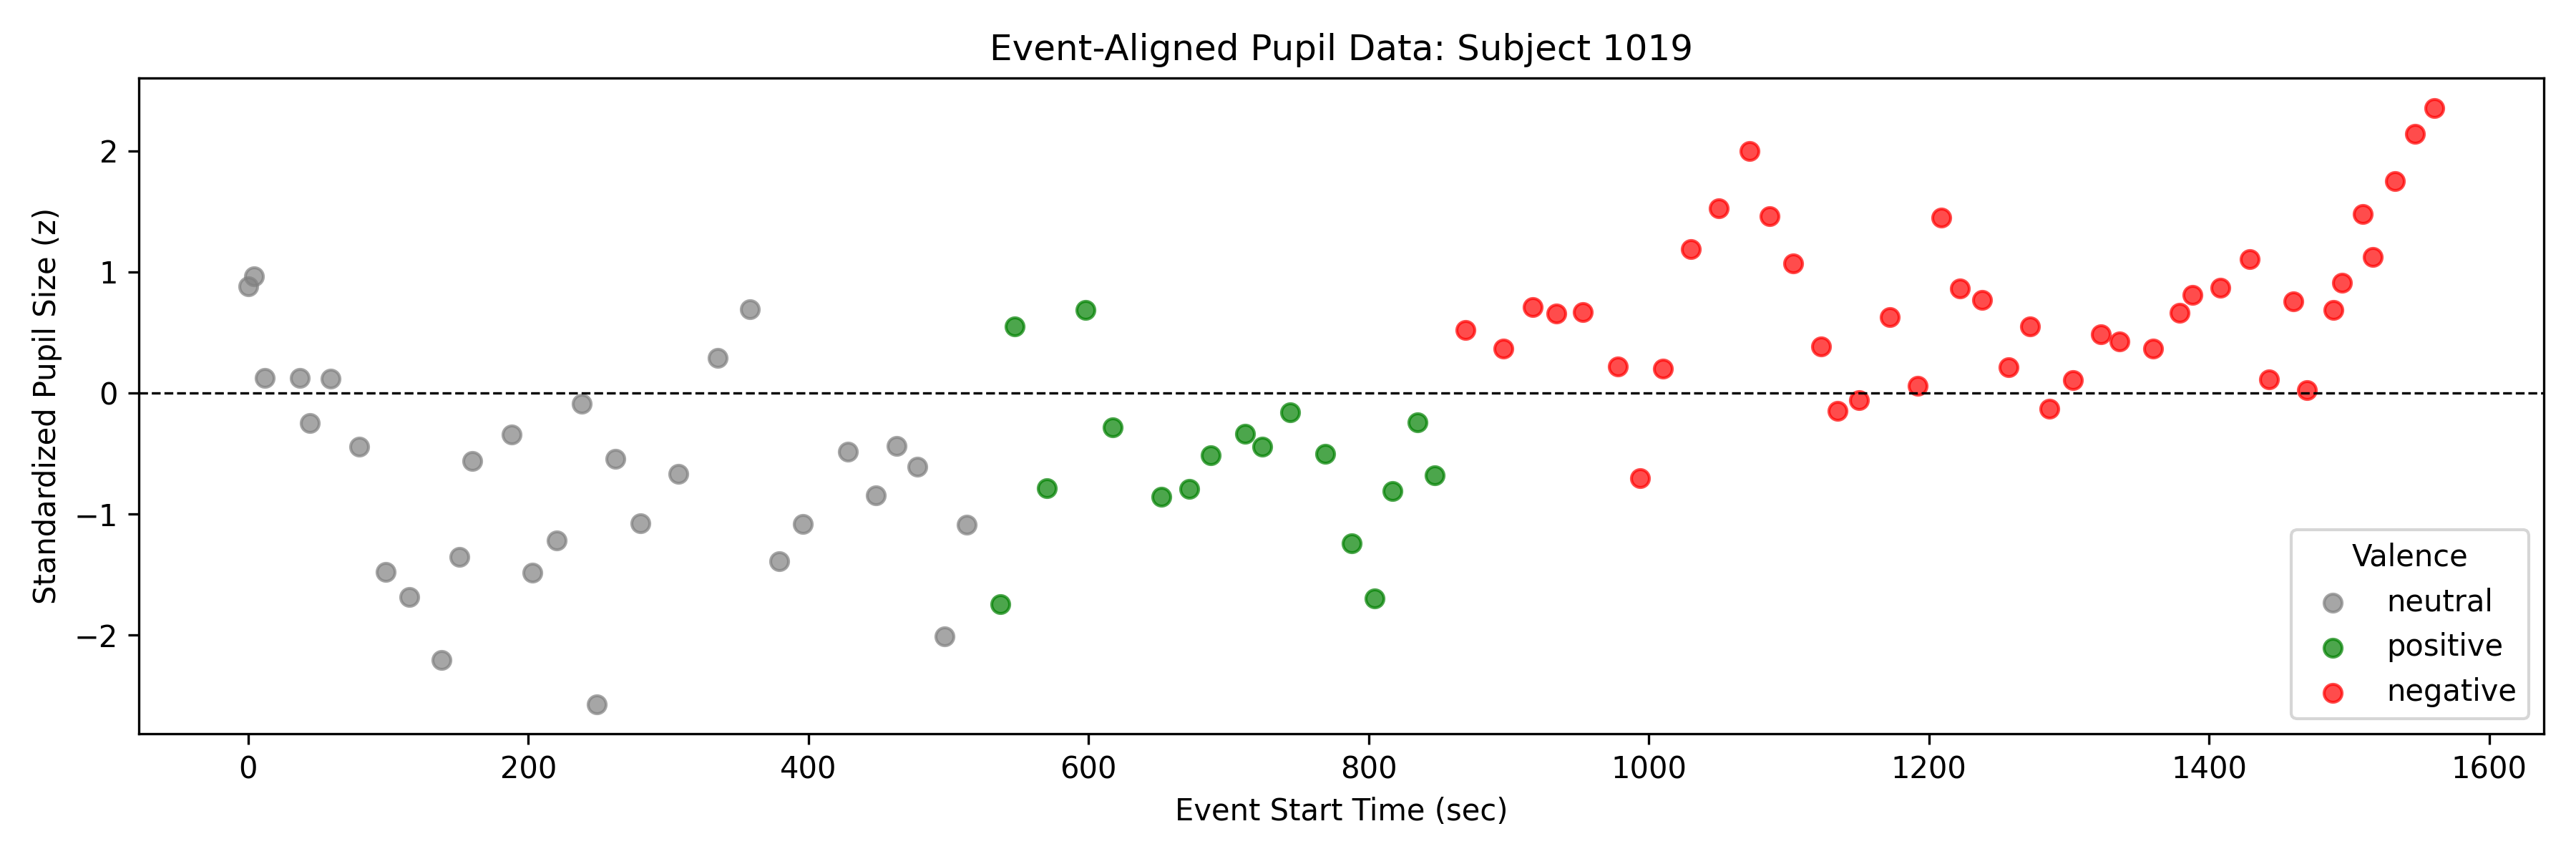 Event-Aligned Pupil Data: Subject 1019
Standardized Pupil Size (z)
2
1
0
−1
−2
0 200 400 600 800 1000 1200 1400 1600
Event Start Time (sec)
Valence
neutral
positive
negative